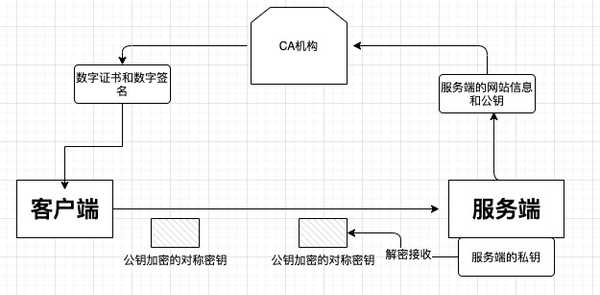 CA机构
数字证书和数字签
名
服务端的网站信息
和公钥
客户端
服务端
公钥加密的对称密钥
公钥加密的对称密钥
解密接收
服务端的私钥